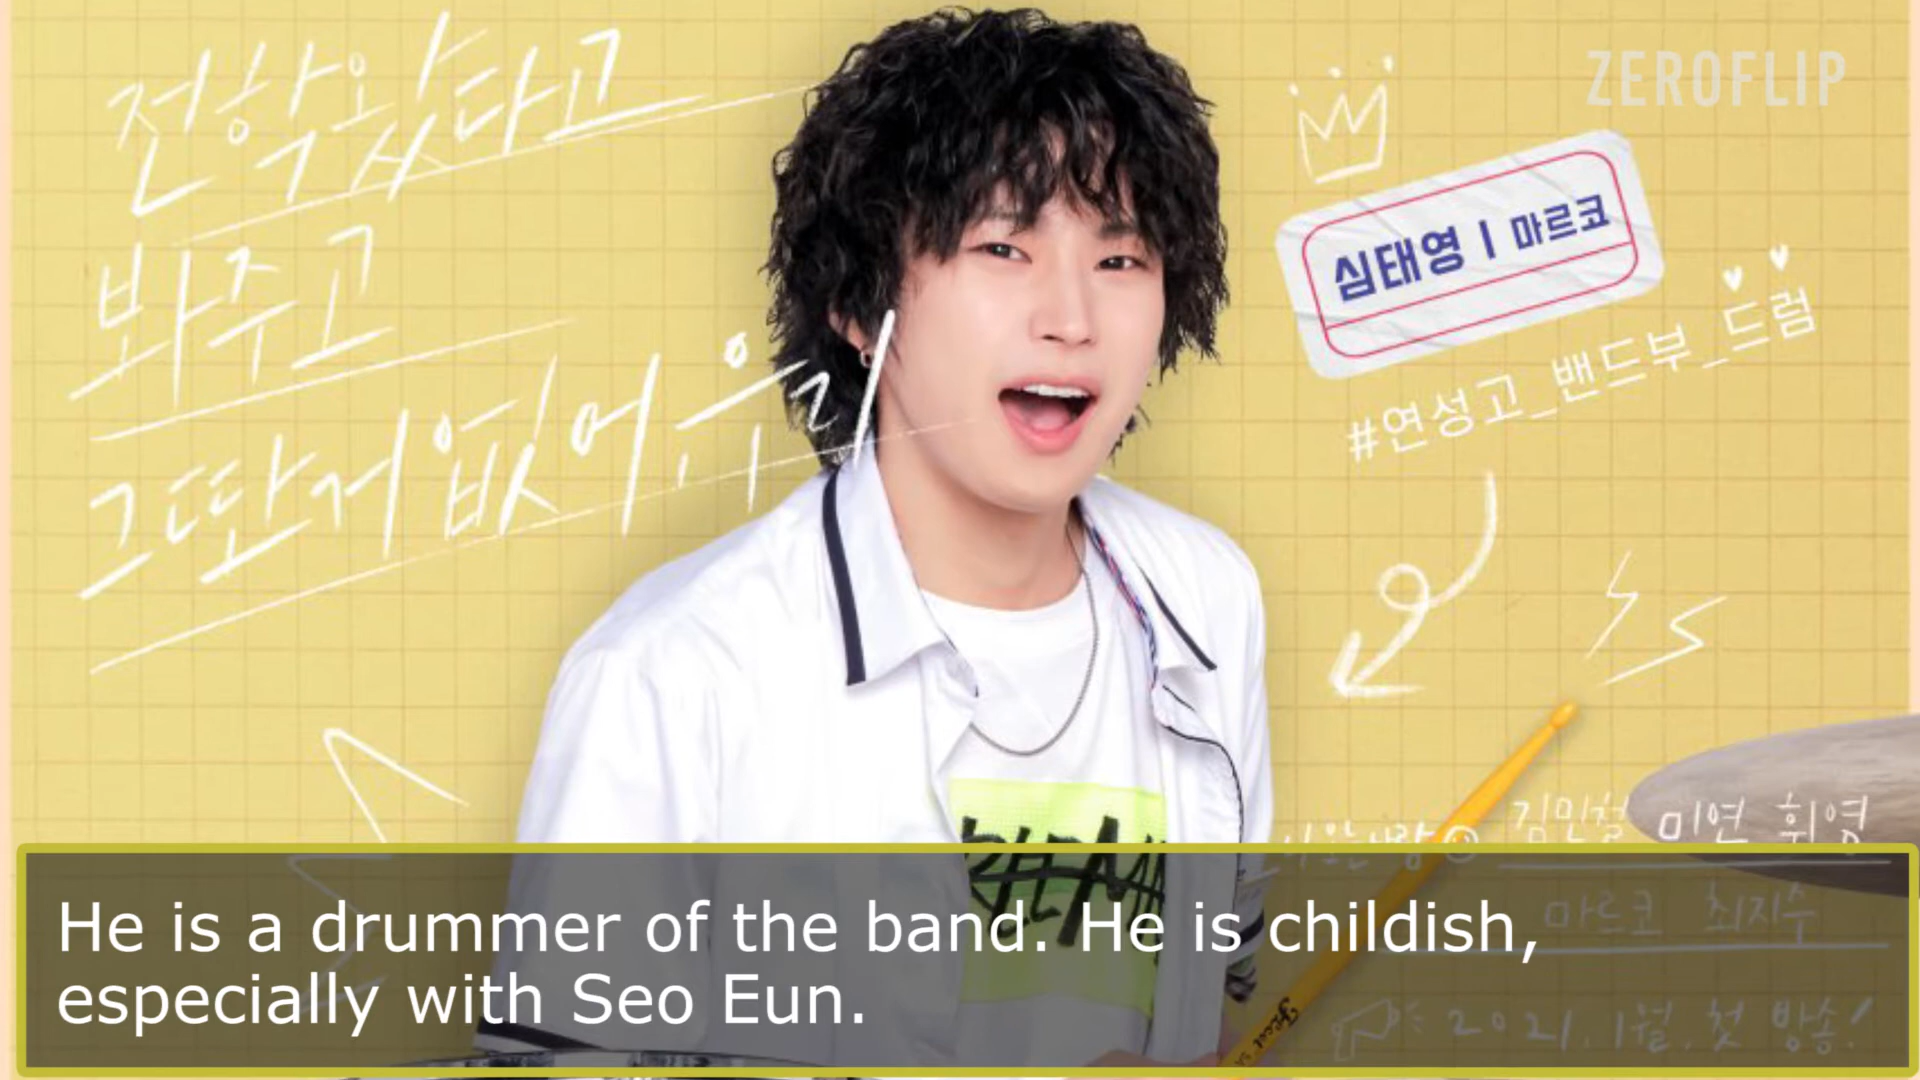 ZEROFLIP
전학왔다고
봐주고
그딴거 없어 우리
심태영 | 마르코
#연성고_밴드부_드럼
김민철 미연 휘영
마르코 최지수
2021.1월.첫 방송!
He is a drummer of the band. He is childish,
especially with Seo Eun.